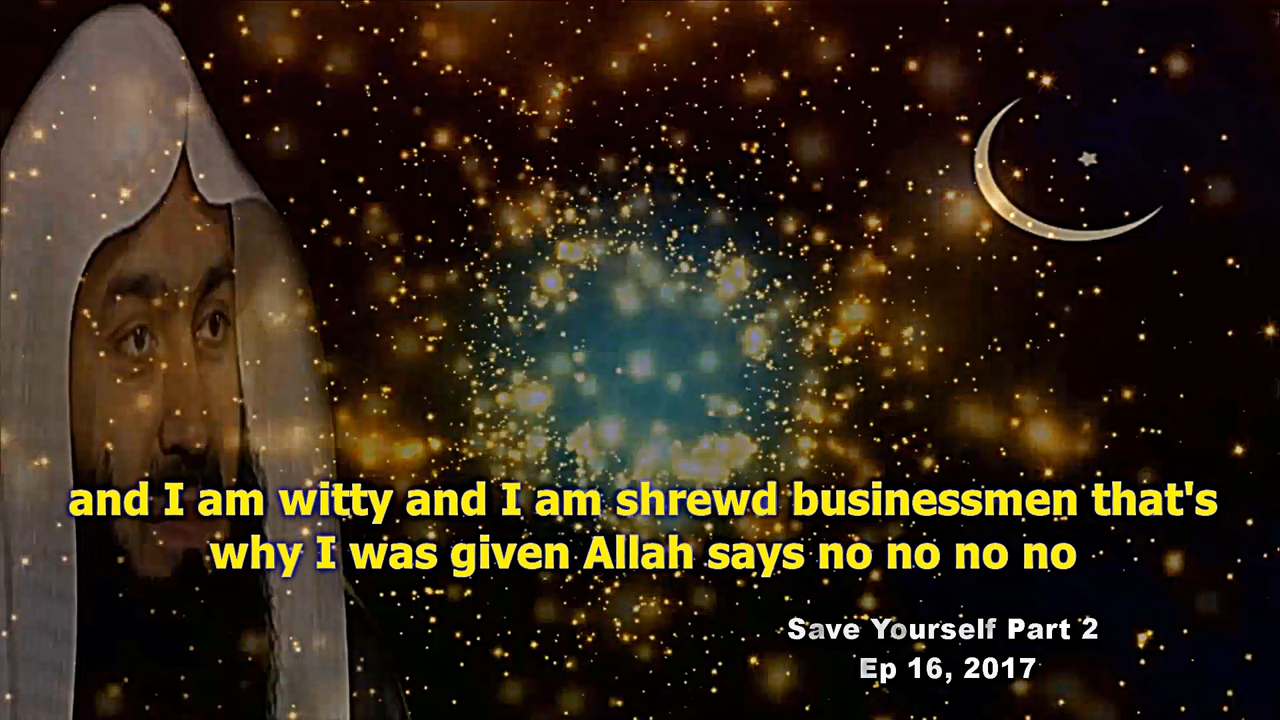 and I am witty and I am shrewd businessmen that's
why I was given Allah says no no no no
Save Yourself Part 2
Ep 16, 2017